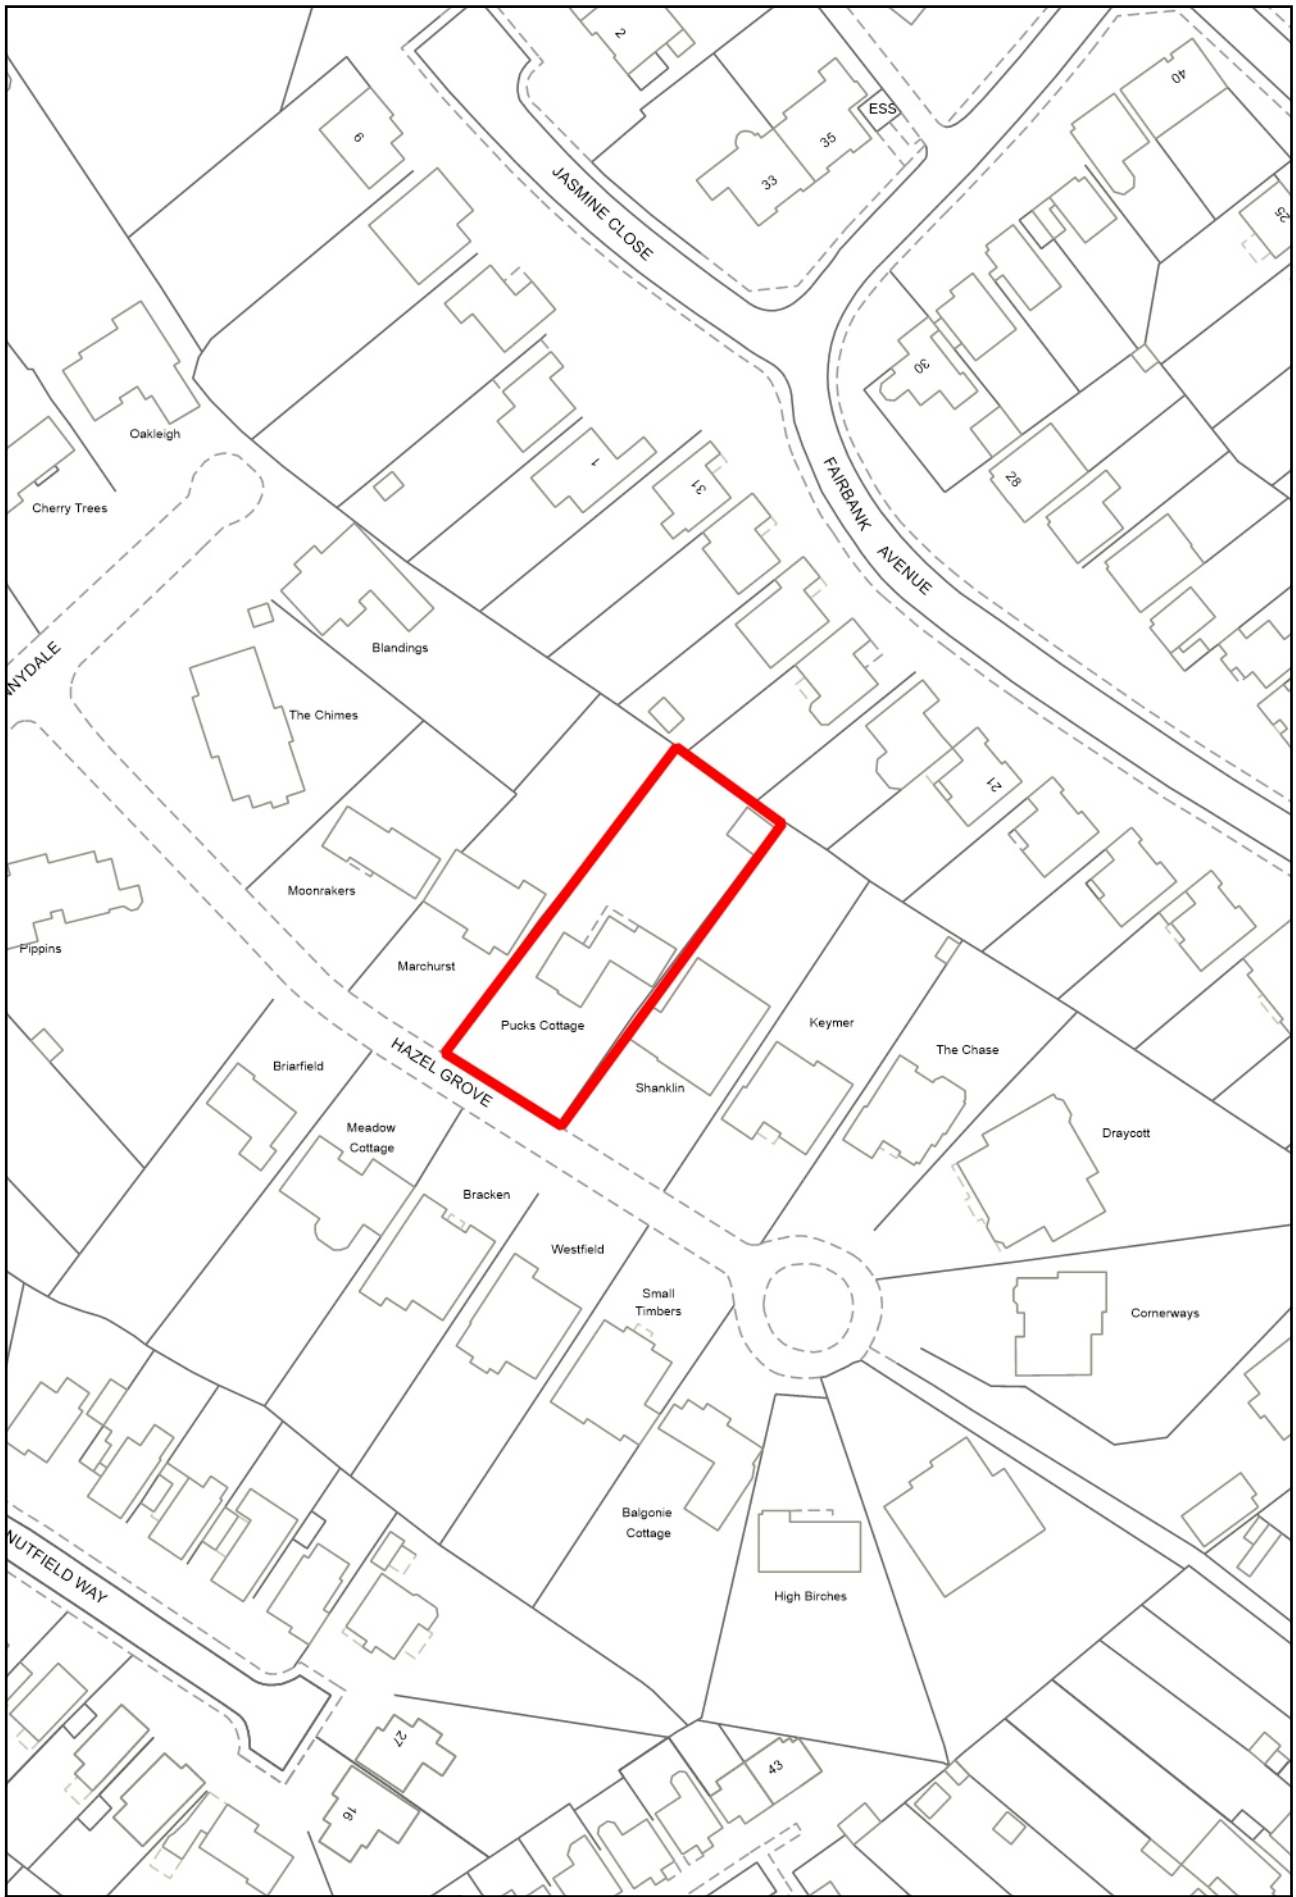 2
40
ESS
35
6
33
25
JASMINE CLOSE
30
Oakleigh
1
28
31
FAIRBANK AVENUE
Cherry Trees
Blandings
NNYDALE
The Chimes
21
Moonrakers
Pippins
Marchurst
Pucks Cottage
Keymer
HAZEL GROVE
The Chase
Briarfield
Shanklin
Meadow
Cottage
Draycott
Bracken
Westfield
Small
Timbers
Cornerways
Balgonie
Cottage
NUTFIELD WAY
High Birches
27
43
16